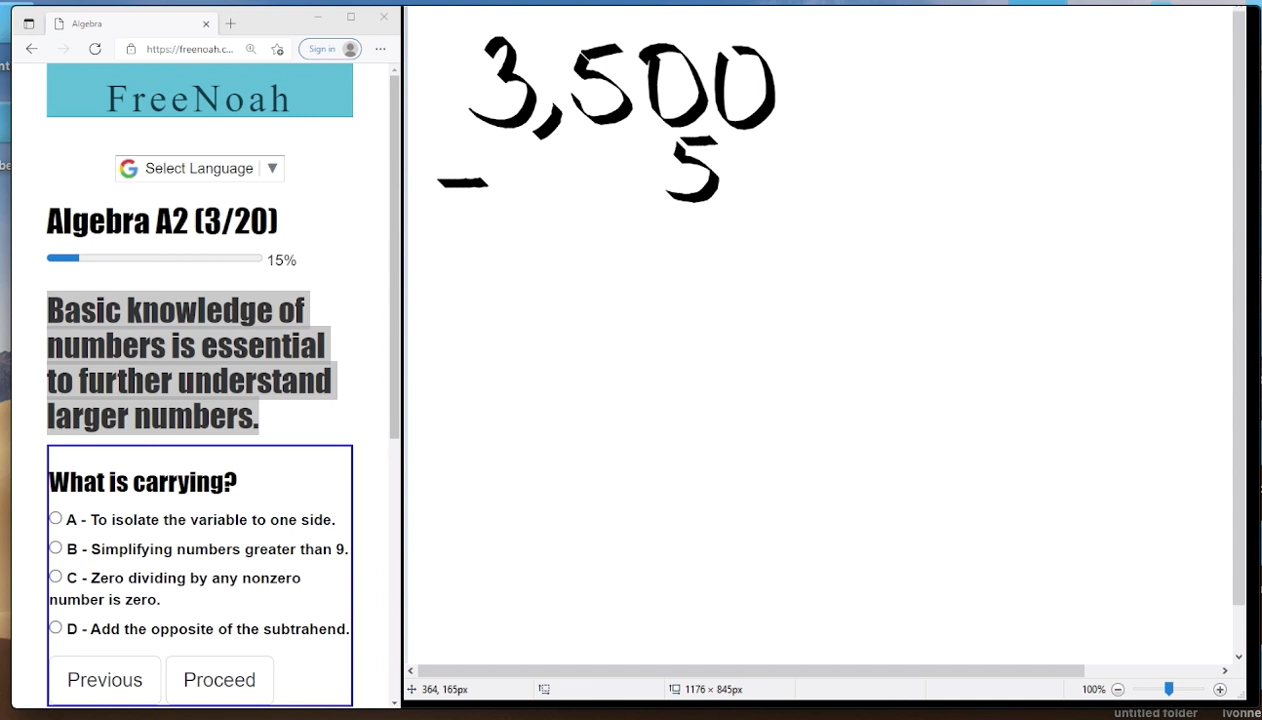 Algebra
https://freenoah.c...
Sign in
FreeNoah
Select Language
Algebra A2 (3/20)
15%
Basic knowledge of
numbers is essential
to further understand
larger numbers.
What is carrying?
A - To isolate the variable to one side.
B - Simplifying numbers greater than 9.
C - Zero dividing by any nonzero
number is zero.
D - Add the opposite of the subtrahend.
Previous Proceed
3,500
- 5
364, 165px
1176 × 845px
100%
untitled folder